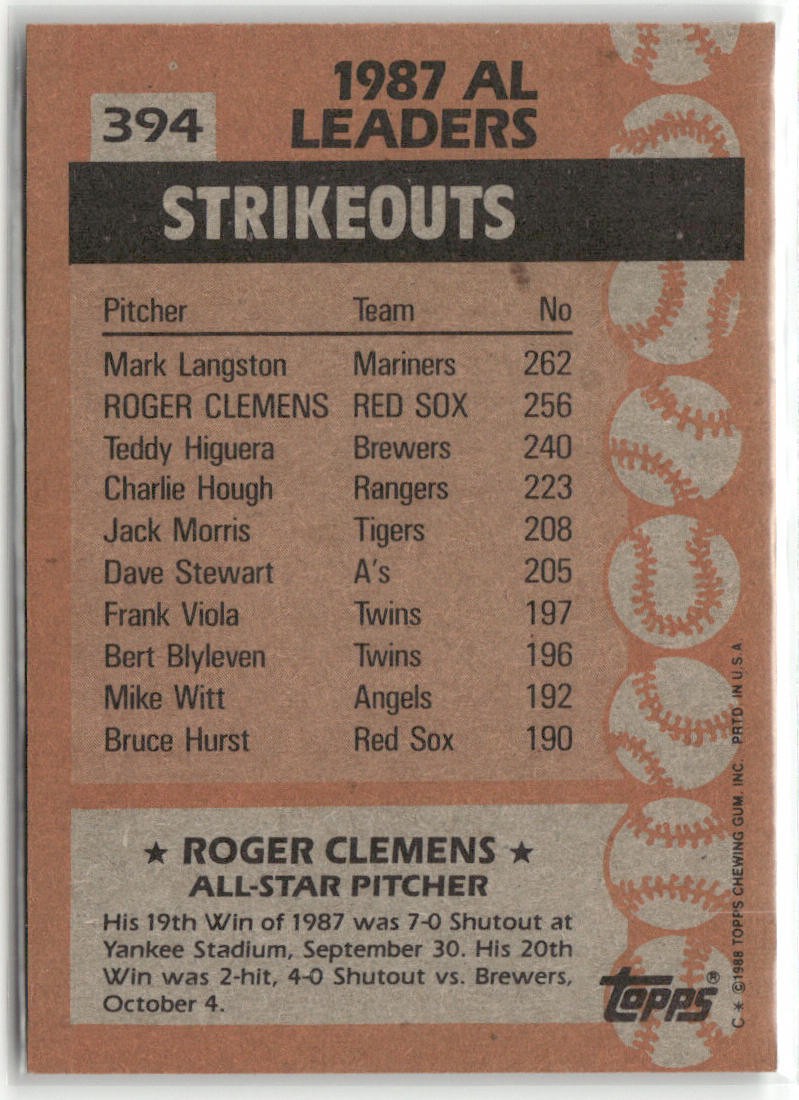 394
1987 AL
LEADERS
STRIKEOUTS
Pitcher Team No
Mark Langston Mariners 262
ROGER CLEMENS RED SOX 256
Teddy Higuera Brewers 240
Charlie Hough Rangers 223
Jack Morris Tigers 208
Dave Stewart A's 205
Frank Viola Twins 197
Bert Blyleven Twins 196
Mike Witt Angels 192
Bruce Hurst Red Sox 190
★ ROGER CLEMENS ★
ALL-STAR PITCHER
His 19th Win of 1987 was 7-0 Shutout at
Yankee Stadium, September 30. His 20th
Win was 2-hit, 4-0 Shutout vs. Brewers,
October 4.
topps®
C * ©1988 TOPPS CHEWING GUM, INC. PRTD. IN U.S.A